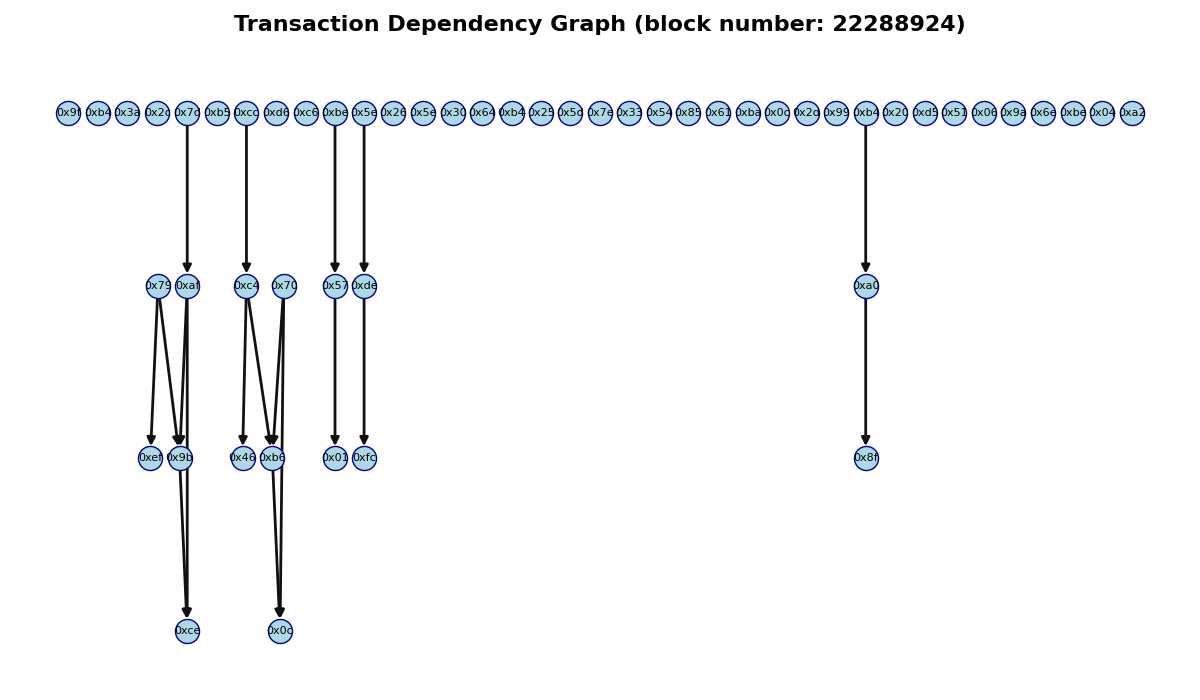 Transaction Dependency Graph (block number: 22288924)
0x9f 0xb4 0x3a 0x2c 0x7d 0xb5 0xcc 0xd6 0xc6 0xbe 0x5e 0x26 0x5e 0x30 0x64 0xb4 0x25 0x5d 0x7e 0x33 0x54 0x85 0x61 0xba 0x0c 0x2d 0x99 0xb4 0x20 0xd5 0x51 0x06 0x9a 0x6e 0xbe 0x04 0xa2
0x79 0xaf 0xc4 0x70 0x57 0xde 0xa0
0xef 0x9b 0x46 0xb6 0x01 0xfc 0x8f
0xce 0x0c